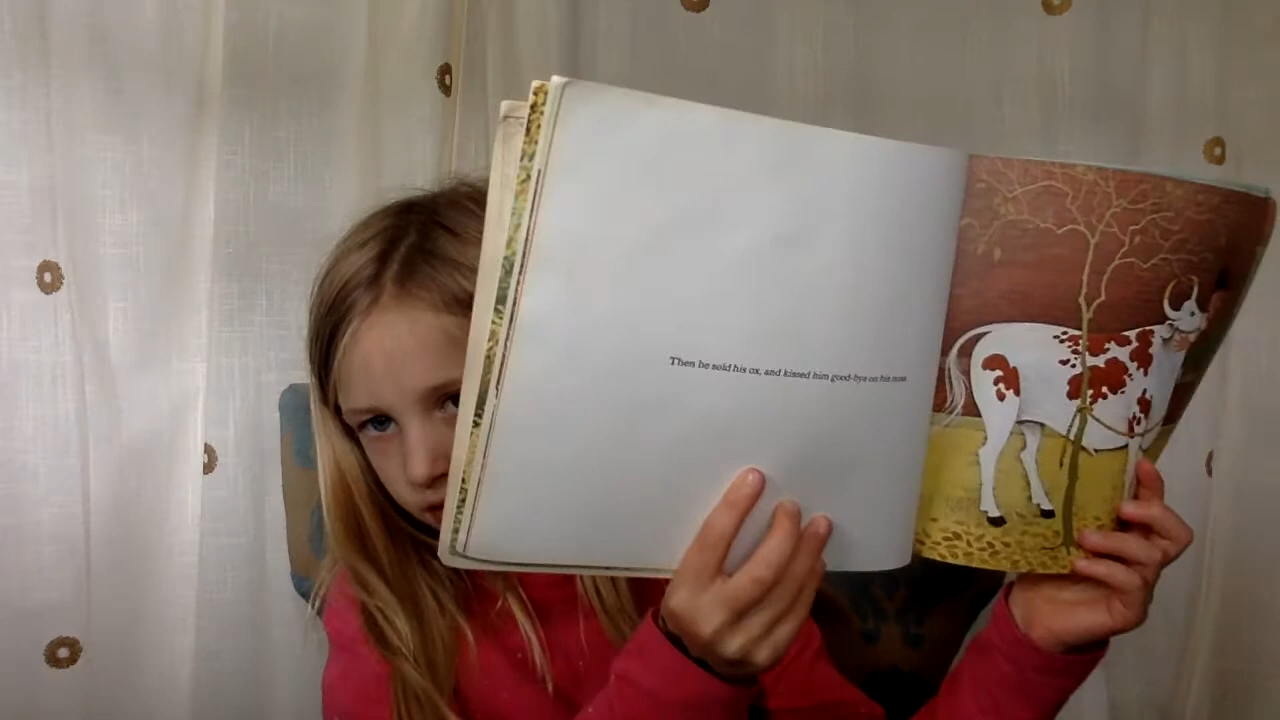 Then he sold his ox, and kissed him good-bye on his nose.